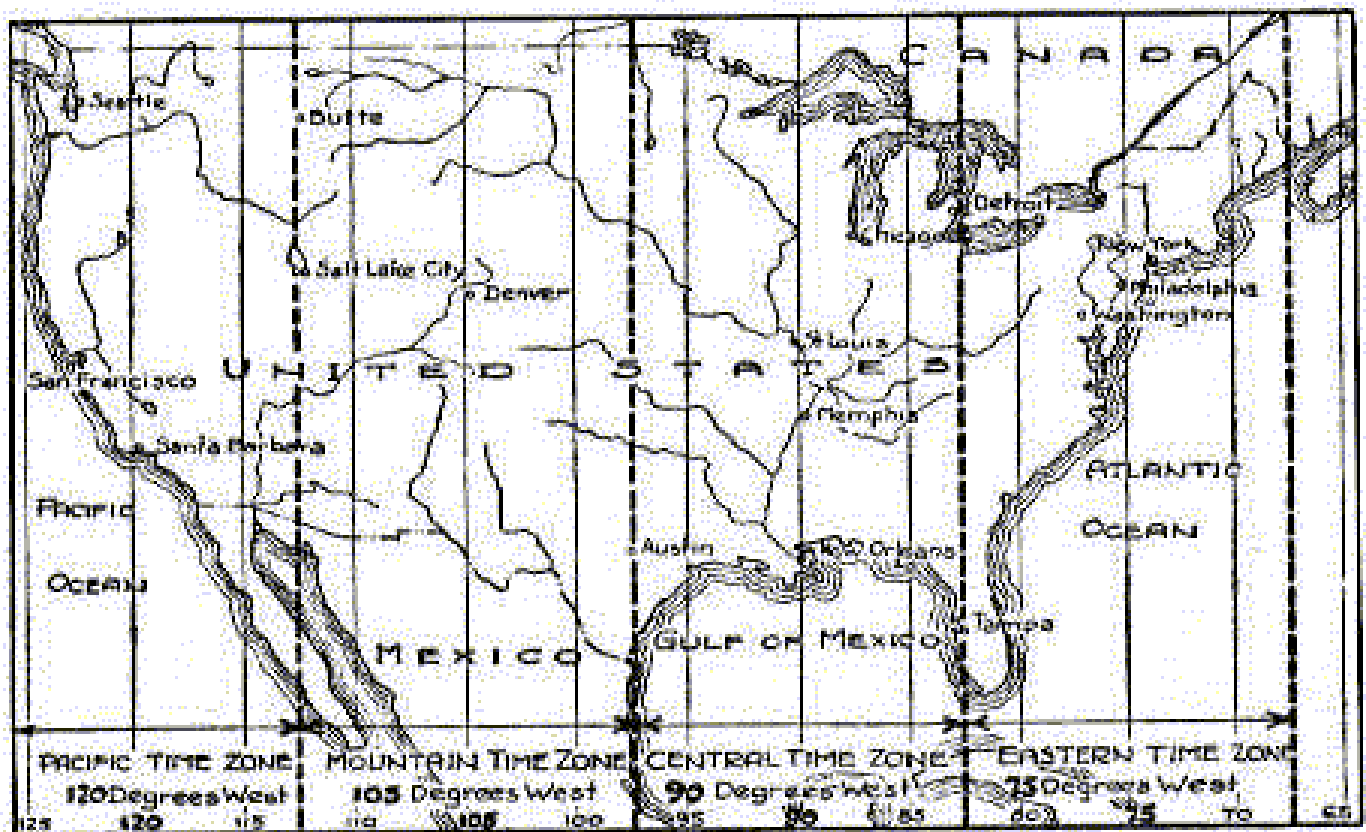 CANADA
Seattle
Butte
Detroit
Chicago
New York
Salt Lake City
Denver
Philadelphia
Washington
St Louis
San Francisco
UNITED STATES
Memphis
Santa Barbara
ATLANTIC
OCEAN
PACIFIC
OCEAN
Austin
New Orleans
Tampa
GULF OF MEXICO
MEXICO
PACIFIC TIME ZONE
120 Degrees West
MOUNTAIN TIME ZONE
105 Degrees West
CENTRAL TIME ZONE
90 Degrees West
EASTERN TIME ZONE
75 Degrees West
125 120 115 110 105 100 95 90 85 80 75 70 65